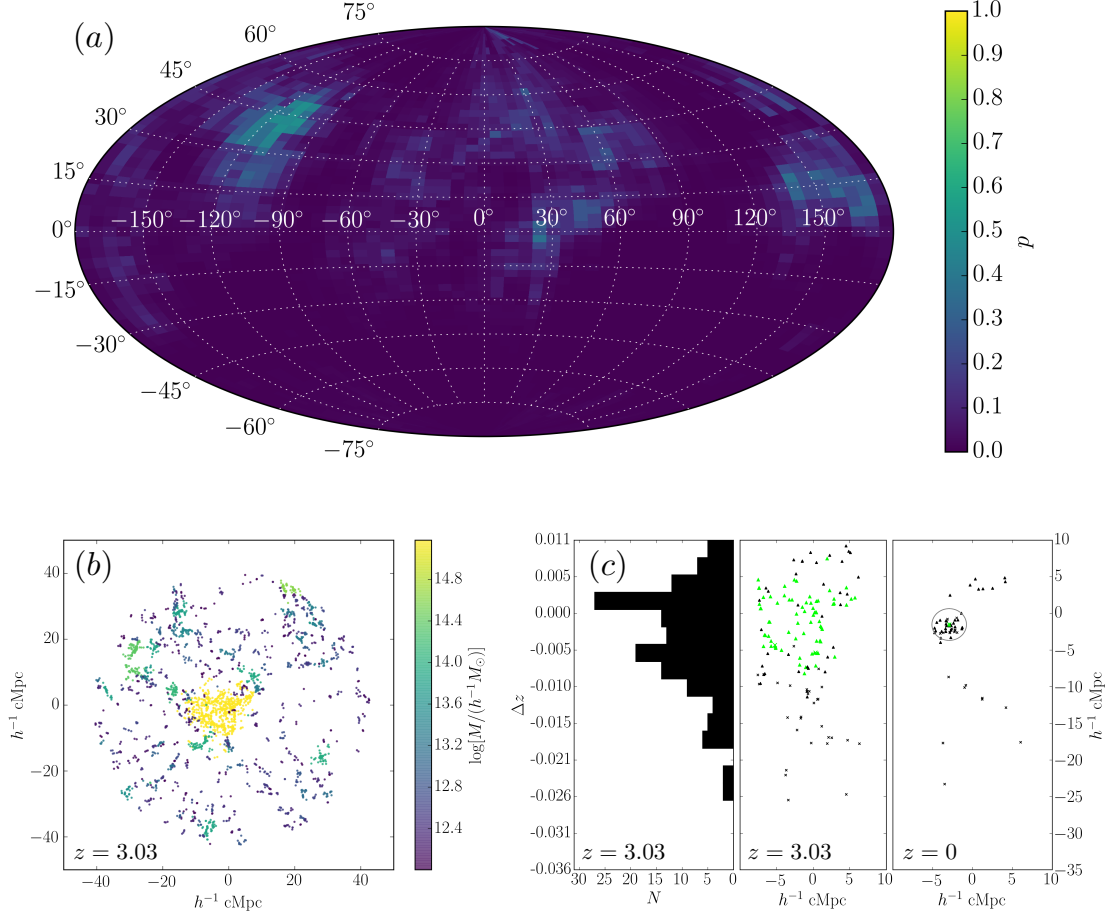 (a)
75°
60°
45°
30°
15°
0°
−15°
−30°
−45°
−60°
−75°
−150° −120° −90° −60° −30° 0° 30° 60° 90° 120° 150°
1.0
0.9
0.8
0.7
0.6
0.5
0.4
0.3
0.2
0.1
0.0
p
(b)
40
20
0
−20
−40
h⁻¹ cMpc
z = 3.03
−40 −20 0 20 40
h⁻¹ cMpc
14.8
14.4
14.0
13.6
13.2
12.8
12.4
log[M/(h⁻¹M⊙)]
(c)
0.011
0.005
0.000
-0.005
-0.010
-0.015
-0.020
-0.026
-0.036
Δz
z = 3.03
30 25 20 15 10 5 0
N
z = 3.03
−5 0 5 10
h⁻¹ cMpc
z = 0
−5 0 5 10
h⁻¹ cMpc
10
5
0
−5
−10
−15
−20
−25
−30
−35
h⁻¹ cMpc